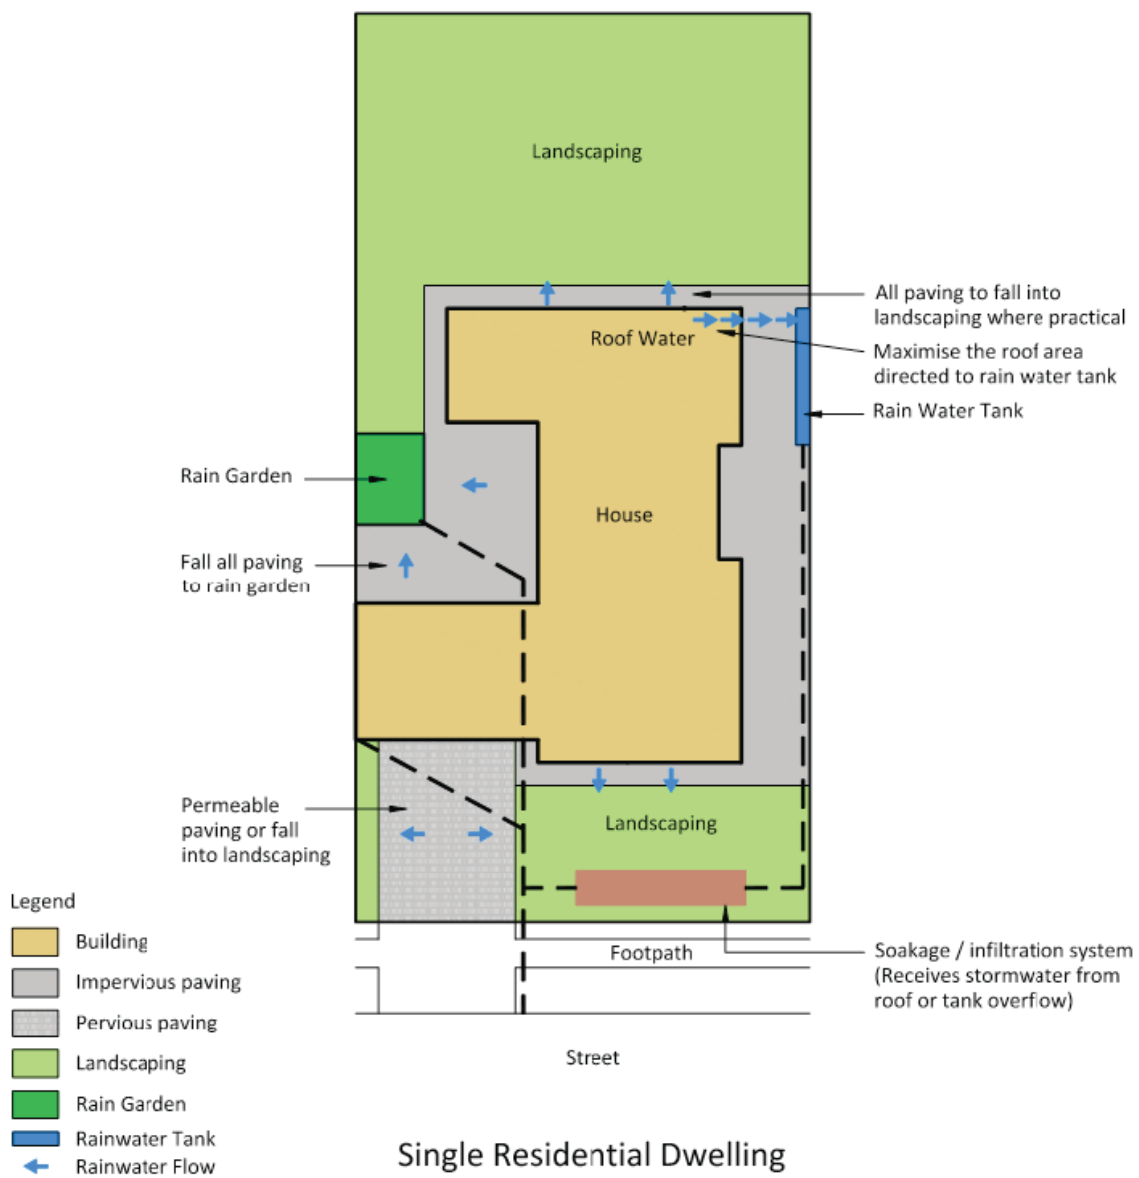 Landscaping
All paving to fall into
landscaping where practical
Roof Water
Maximise the roof area
directed to rain water tank
Rain Water Tank
Rain Garden
House
Fall all paving
to rain garden
Permeable
paving or fall
into landscaping
Landscaping
Legend
Building
Impervious paving
Pervious paving
Landscaping
Rain Garden
Rainwater Tank
Rainwater Flow
Footpath
Soakage / infiltration system
(Receives stormwater from
roof or tank overflow)
Street
Single Residential Dwelling